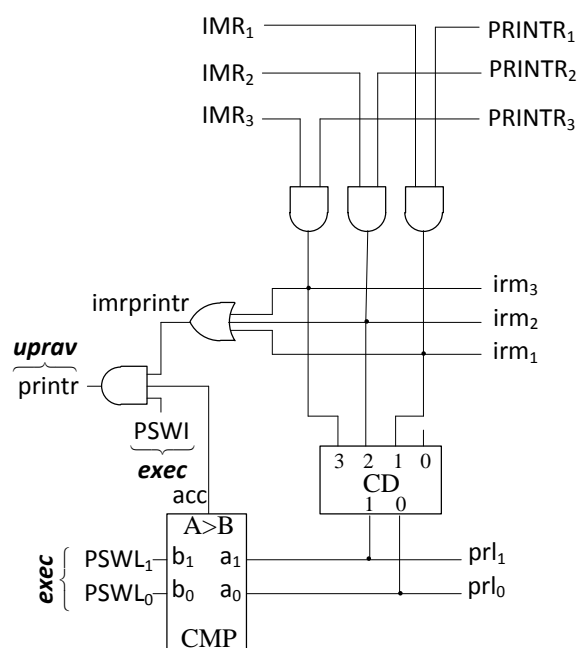 IMR₁ PRINTR₁
IMR₂ PRINTR₂
IMR₃ PRINTR₃
irm₃
imrprintr
irm₂
uprav
irm₁
printr
PSWI
exec
3 2 1 0
CD
1 0
acc
A>B
exec
PSWL₁ b₁ a₁ prl₁
PSWL₀ b₀ a₀ prl₀
CMP